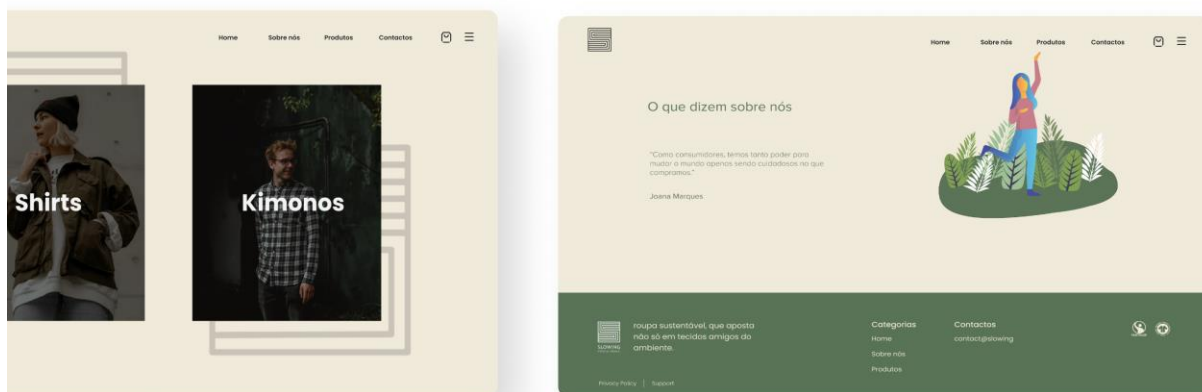 Home Sobre nós Produtos Contactos
Shirts
Kimonos
Home Sobre nós Produtos Contactos
O que dizem sobre nós
"Como consumidores, temos tanto poder para
mudar o mundo apenas sendo cuidadosos no que
compramos."
Joana Marques
SLOWING
roupa sustentável, que aposta
não só em tecidos amigos do
ambiente.
Privacy Policy | Support
Categorias
Home
Sobre nós
Produtos
Contactos
contact@slowing